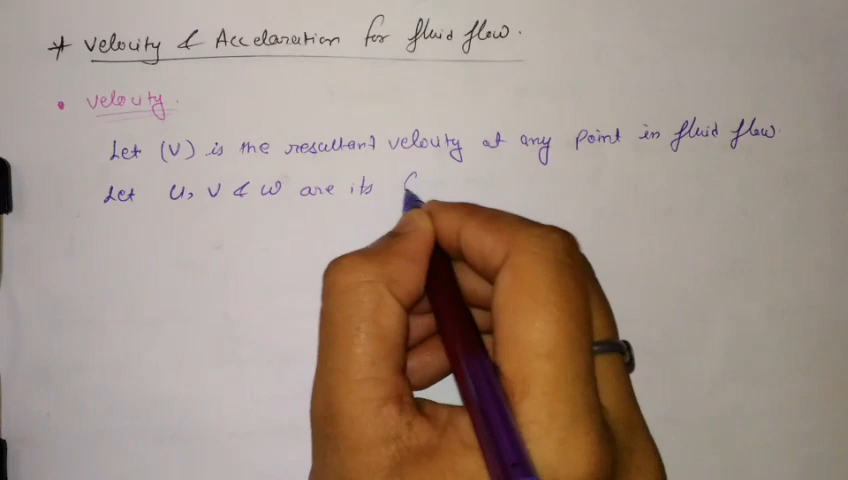 * Velocity & Accelaration for fluid flow.
• Velocity.
Let (V) is the resultant velocity at any point in fluid flow.
Let u, v & w are its C